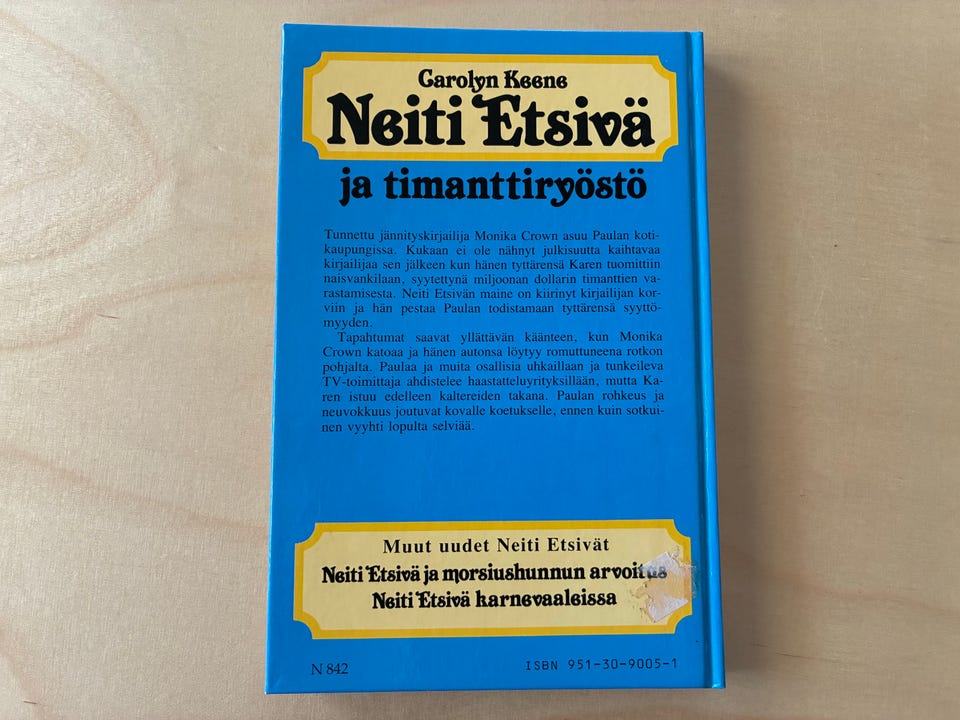 Carolyn Keene
Neiti Etsivä
ja timanttiryöstö
Tunnettu jännityskirjailija Monika Crown asuu Paulan koti-
kaupungissa. Kukaan ei ole nähnyt julkisuutta kaihtavaa
kirjailijaa sen jälkeen kun hänen tyttärensä Karen tuomittiin
naisvankilaan, syytettynä miljoonan dollarin timanttien va-
rastamisesta. Neiti Etsivän maine on kiirinyt kirjailijan kor-
viin ja hän pestaa Paulan todistamaan tyttärensä syyttö-
myyden.
Tapahtumat saavat yllättävän käänteen, kun Monika
Crown katoaa ja hänen autonsa löytyy romuttuneena rotkon
pohjalta. Paulaa ja muita osallisia uhkaillaan ja tunkeileva
TV-toimittaja ahdistelee haastatteluyrityksillään, mutta Ka-
ren istuu edelleen kaltereiden takana. Paulan rohkeus ja
neuvokkuus joutuvat kovalle koetukselle, ennen kuin sotkui-
nen vyyhti lopulta selviää.
Muut uudet Neiti Etsivät
Neiti Etsivä ja morsiushunnun arvoitus
Neiti Etsivä karnevaaleissa
N 842
ISBN 951-30-9005-1